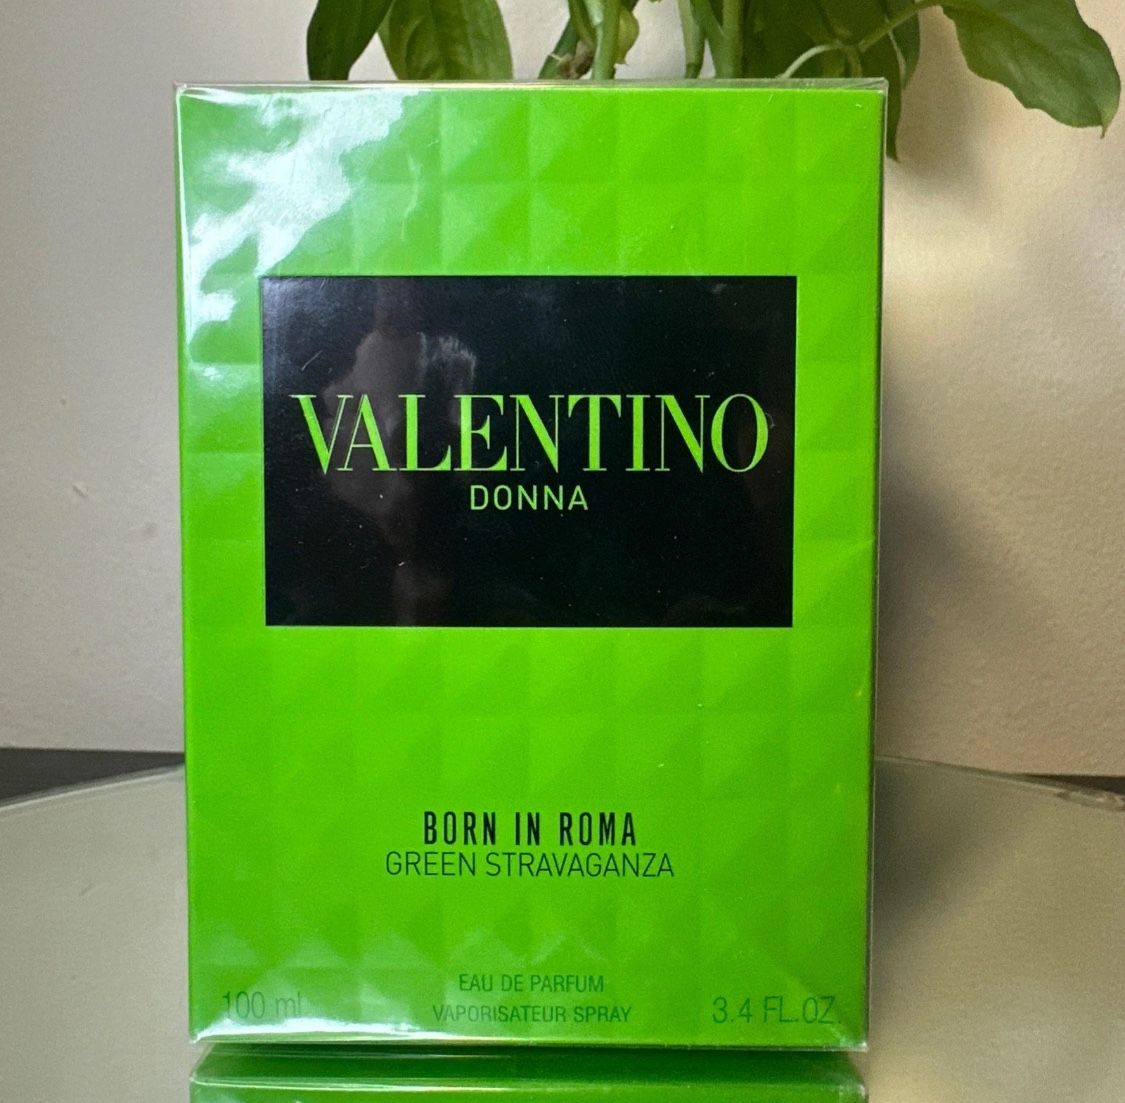 VALENTINO
DONNA
BORN IN ROMA
GREEN STRAVAGANZA
EAU DE PARFUM
100 ml VAPORISATEUR SPRAY 3.4 FL.OZ